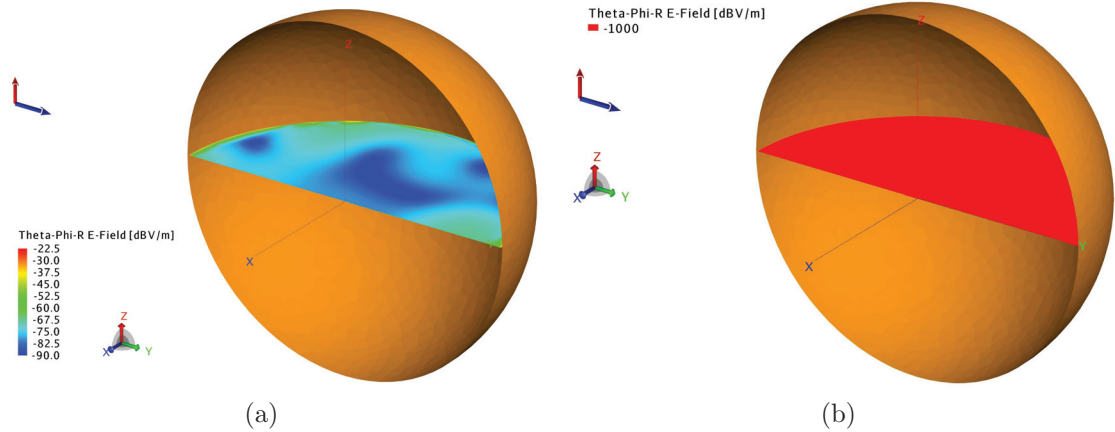 Theta-Phi-R E-Field [dBV/m]
-1000
Z
Z
Z
X
Y
Y
X
Y
X
Theta-Phi-R E-Field [dBV/m]
-22.5
-30.0
-37.5
-45.0
-52.5
-60.0
-67.5
-75.0
-82.5
-90.0
Z
X
Y
(a)
(b)